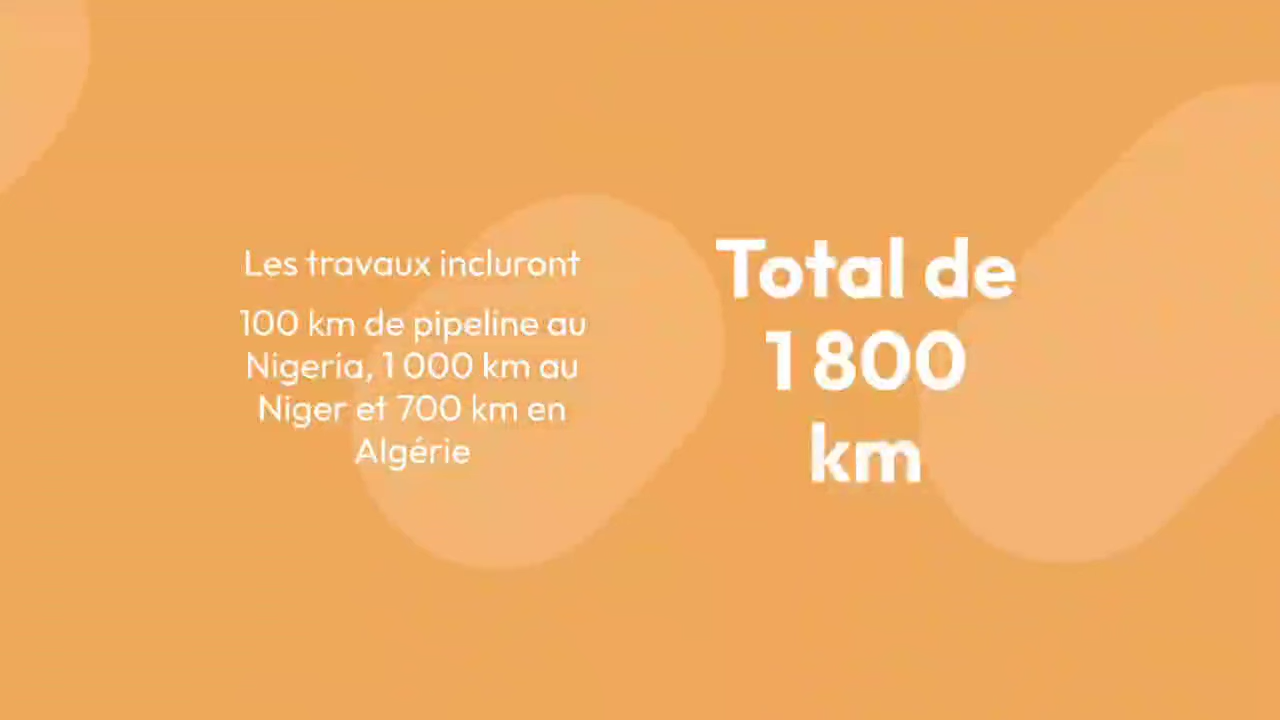 Les travaux incluront
100 km de pipeline au
Nigeria, 1 000 km au
Niger et 700 km en
Algérie
Total de
1 800
km